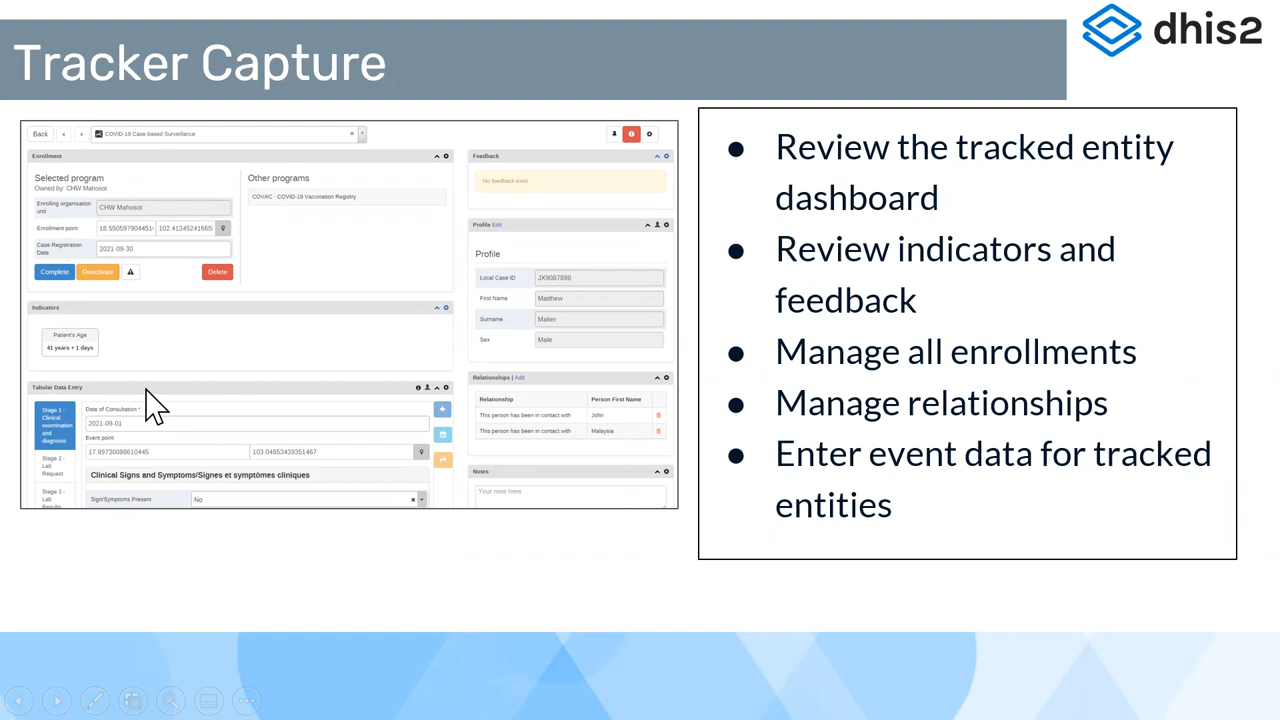 Tracker Capture
dhis2
Back
COVID-19 Case-based Surveillance
Enrollment
Selected program
Owned by: CHW Mahosot
Enrolling organisation
unit
CHW Mahosot
Enrollment point
102.41345241665
Case Registration
Date
2021-09-30
Complete
Deactivate
Delete
Other programs
COVAC - COVID-19 Vaccination Registry
Indicators
Patient's Age
41 years + 1 days
Tabular Data Entry
Stage 1 -
Clinical
examination
and
diagnosis
Stage 2 -
Lab
Request
Stage 3 -
Lab
Results
Date of Consultation *
2021-09-01
Event point
17.99730088610445
103.04853439351467
Clinical Signs and Symptoms/Signes et symptômes cliniques
Sign/Symptoms Present
No
Feedback
No feedback exist
Profile Edit
Profile
Local Case ID
JX9087898
First Name
Matthew
Surname
Maker
Sex
Male
Relationships | Add
Relationship Person First Name
This person has been in contact with John
This person has been in contact with Malaysia
Notes
Your note here
● Review the tracked entity
dashboard
● Review indicators and
feedback
● Manage all enrollments
● Manage relationships
● Enter event data for tracked
entities